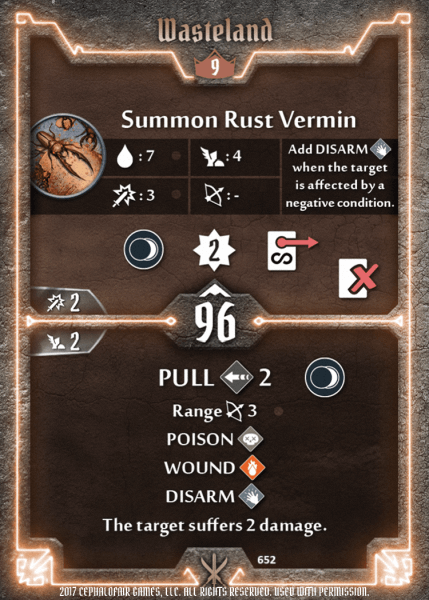 Wasteland
9
Summon Rust Vermin
: 7
: 4
: 3
: -
Add DISARM
when the target
is affected by a
negative condition.
2
2
96
2
PULL 2
Range 3
POISON
WOUND
DISARM
The target suffers 2 damage.
652
2017 CEPHALOFAIR GAMES, LLC. ALL RIGHTS RESERVED. USED WITH PERMISSION.